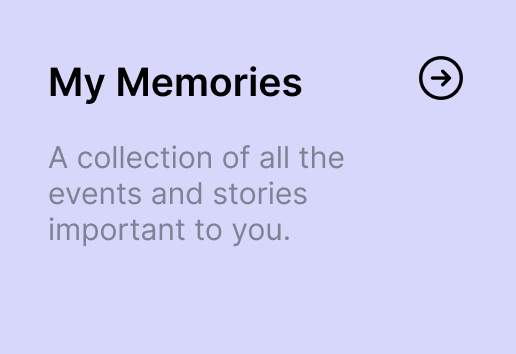 My Memories
A collection of all the
events and stories
important to you.